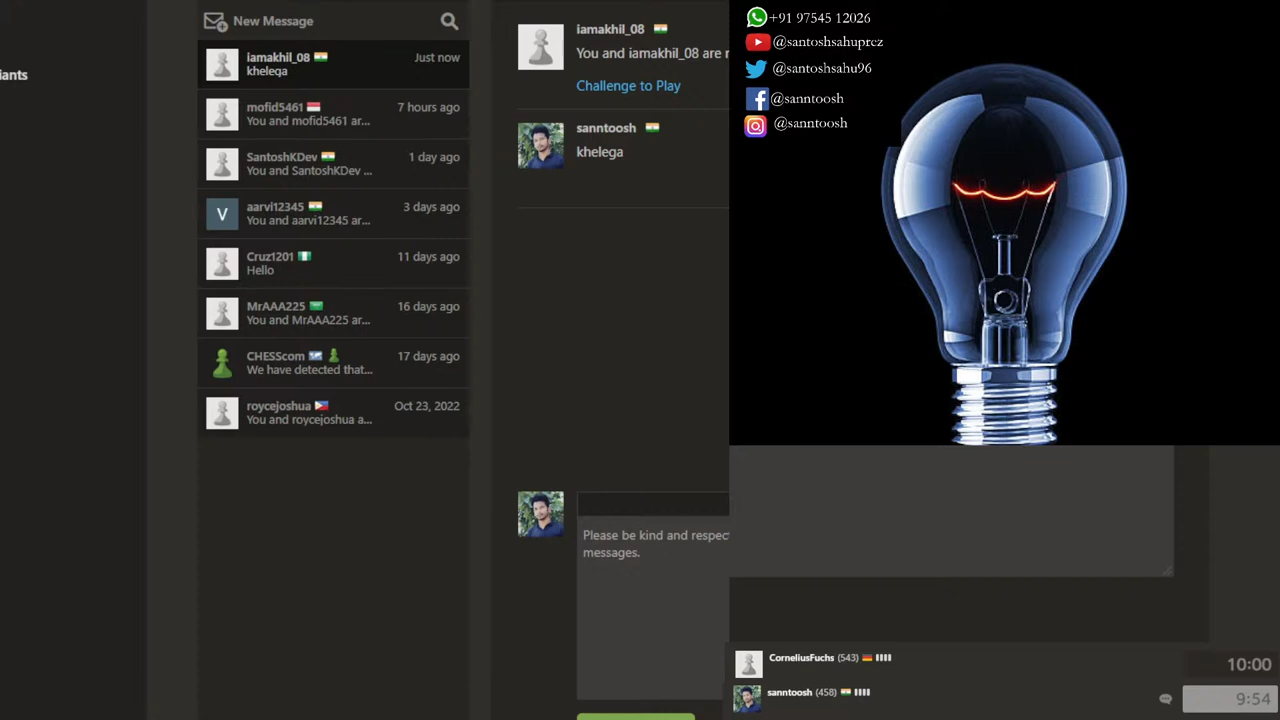 iants
New Message
iamakhil_08
Just now
khelega
mofid5461
7 hours ago
You and mofid5461 ar...
SantoshKDev
1 day ago
You and SantoshKDev ...
V
aarvi12345
3 days ago
You and aarvi12345 ar...
Cruz1201
11 days ago
Hello
MrAAA225
16 days ago
You and MrAAA225 ar...
CHESScom
17 days ago
We have detected that...
roycejoshua
Oct 23, 2022
You and roycejoshua a...
iamakhil_08
You and iamakhil_08 are r
Challenge to Play
sanntoosh
khelega
Please be kind and respec
messages.
+91 97545 12026
@santoshsahuprcz
@santoshsahu96
@sanntoosh
@sanntoosh
CorneliusFuchs (543)
10:00
sanntoosh (458)
9:54